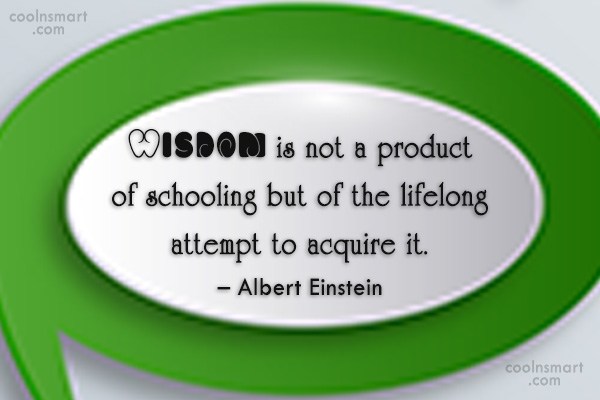 coolnsmart
.com
Wisdom is not a product
of schooling but of the lifelong
attempt to acquire it.
– Albert Einstein
coolnsmart
.com